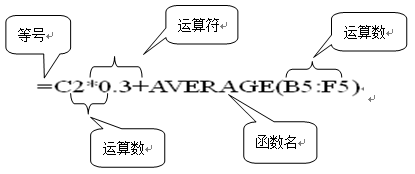 等号
运算符
运算数
=C2*0.3+AVERAGE(B5:F5)
运算数
函数名